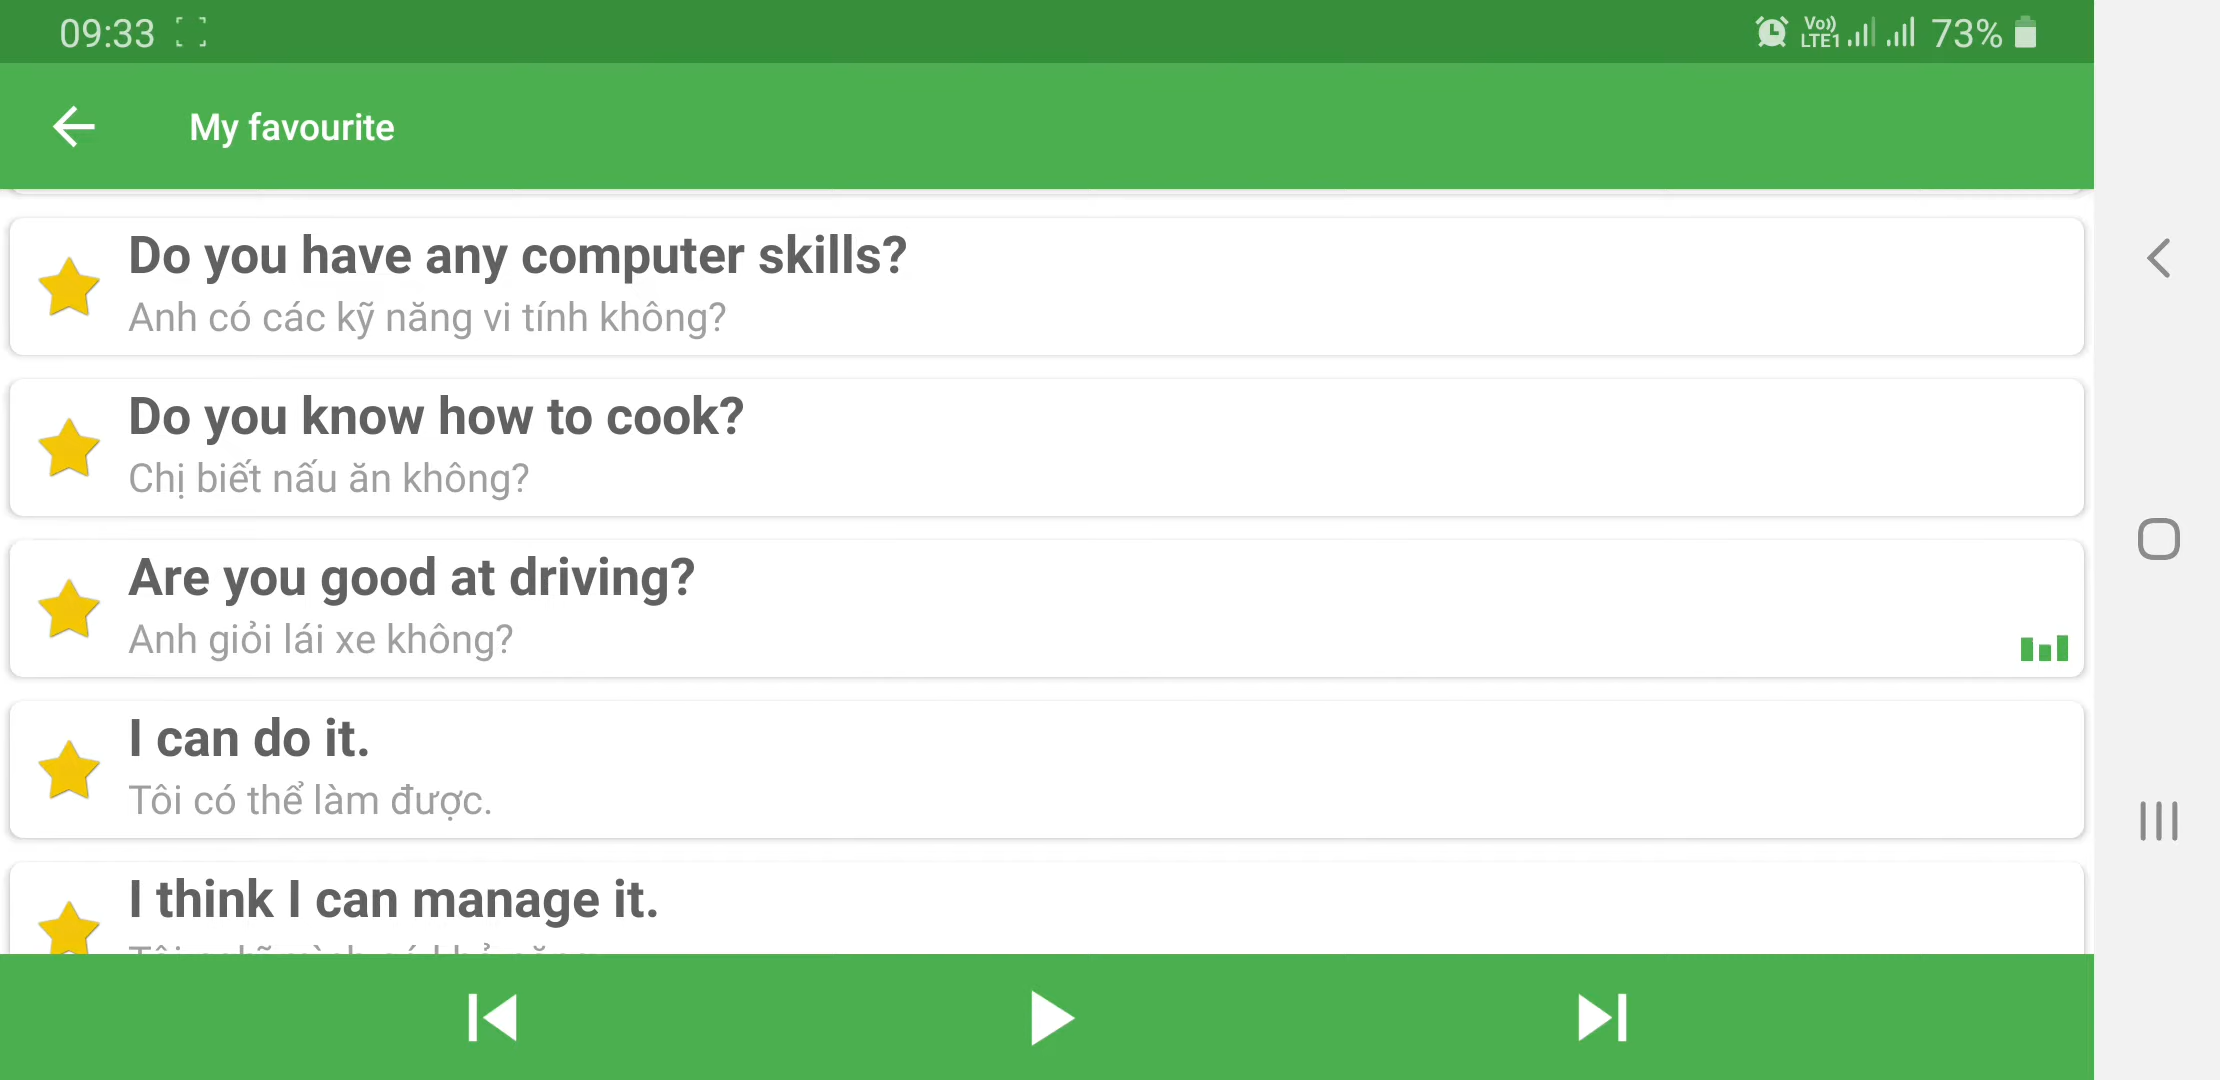 09:33
Vo)) LTE1 73%
My favourite
Do you have any computer skills?
Anh có các kỹ năng vi tính không?
Do you know how to cook?
Chị biết nấu ăn không?
Are you good at driving?
Anh giỏi lái xe không?
I can do it.
Tôi có thể làm được.
I think I can manage it.